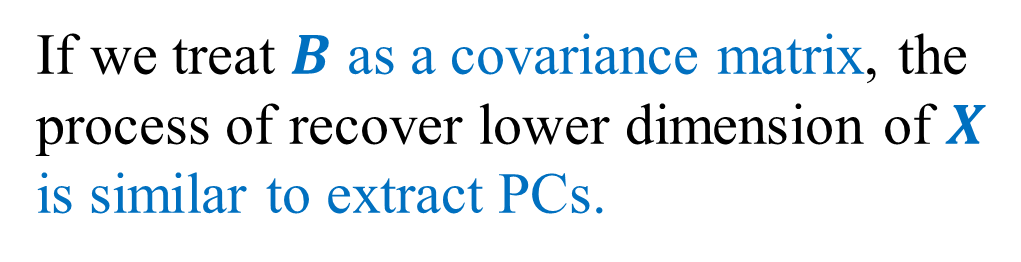 If we treat B as a covariance matrix, the
process of recover lower dimension of X
is similar to extract PCs.